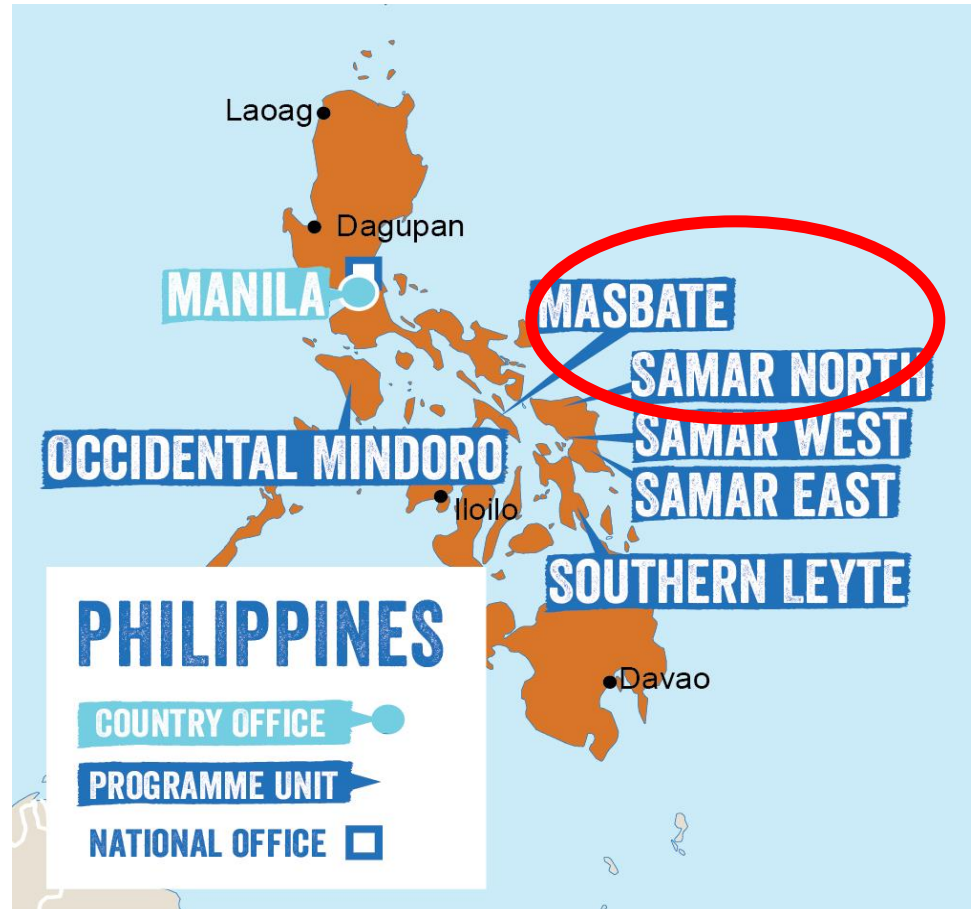 Laoag
Dagupan
MANILA
MASBATE
SAMAR NORTH
OCCIDENTAL MINDORO
SAMAR WEST
SAMAR EAST
Iloilo
SOUTHERN LEYTE
Davao
PHILIPPINES
COUNTRY OFFICE
PROGRAMME UNIT
NATIONAL OFFICE